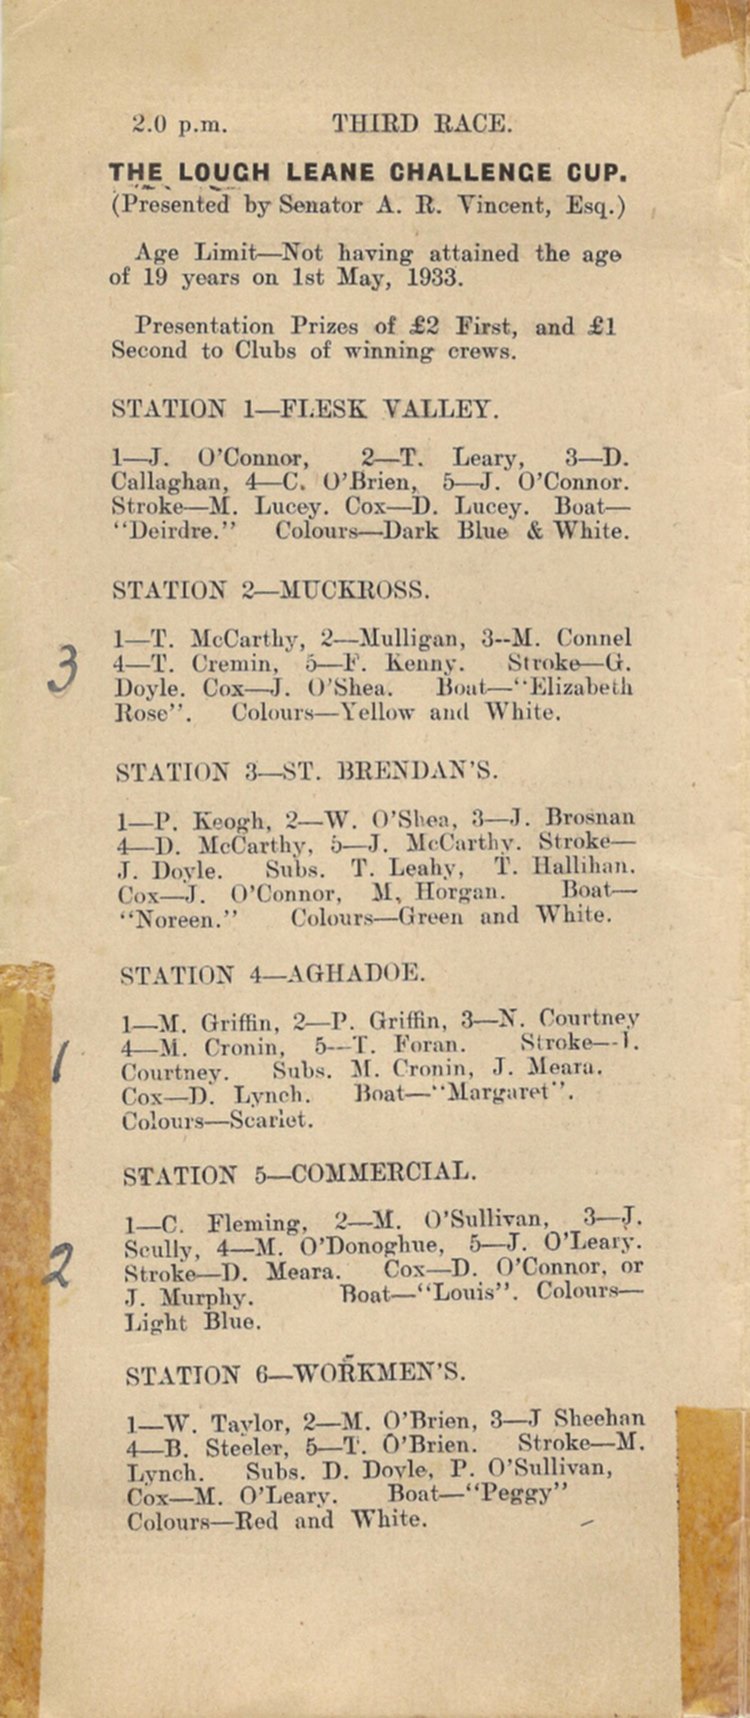 2.0 p.m. THIRD RACE.
THE LOUGH LEANE CHALLENGE CUP.
(Presented by Senator A. R. Vincent, Esq.)
Age Limit—Not having attained the age
of 19 years on 1st May, 1933.
Presentation Prizes of £2 First, and £1
Second to Clubs of winning crews.
STATION 1—FLESK VALLEY.
1—J. O'Connor, 2—T. Leary, 3—D.
Callaghan, 4—C. O'Brien, 5—J. O'Connor.
Stroke—M. Lucey. Cox—D. Lucey. Boat—
"Deirdre." Colours—Dark Blue & White.
STATION 2—MUCKROSS.
1—T. McCarthy, 2—Mulligan, 3--M. Connel
3 4—T. Cremin, 5—F. Kenny. Stroke—G.
Doyle. Cox—J. O'Shea. Boat—"Elizabeth
Rose". Colours—Yellow and White.
STATION 3—ST. BRENDAN'S.
1—P. Keogh, 2—W. O'Shea, 3—J. Brosnan
4—D. McCarthy, 5—J. McCarthy. Stroke—
J. Doyle. Subs. T. Leahy, T. Hallihan.
Cox—J. O'Connor, M, Horgan. Boat—
"Noreen." Colours—Green and White.
STATION 4—AGHADOE.
1—M. Griffin, 2—P. Griffin, 3—N. Courtney
1 4—M. Cronin, 5--T. Foran. Stroke--
Courtney. Subs. M. Cronin, J. Meara.
Cox—D. Lynch. Boat—"Margaret".
Colours—Scarlet.
STATION 5—COMMERCIAL.
1—C. Fleming, 2—M. O'Sullivan, 3—J.
Scully, 4—M. O'Donoghue, 5—J. O'Leary.
2 Stroke—D. Meara. Cox—D. O'Connor, or
J. Murphy. Boat—"Louis". Colours—
Light Blue.
STATION 6—WORKMEN'S.
1—W. Taylor, 2—M. O'Brien, 3—J Sheehan
4—B. Steeler, 5—T. O'Brien. Stroke—M.
Lynch. Subs. D. Doyle, P. O'Sullivan,
Cox—M. O'Leary. Boat—"Peggy"
Colours—Red and White.